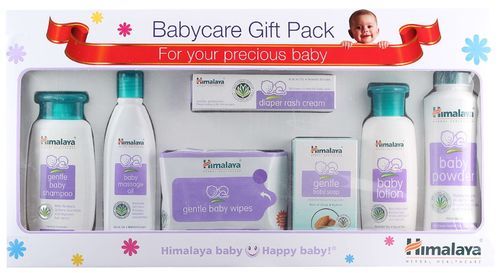 Babycare Gift Pack
For your precious baby
Himalaya
gentle
baby
shampoo
Himalaya
baby
massage
oil
Himalaya
diaper rash cream
Himalaya
gentle baby wipes
Himalaya
gentle
baby soap
Himalaya
baby
lotion
Himalaya
baby
powder
Himalaya baby Happy baby!®
Himalaya
HERBAL HEALTHCARE